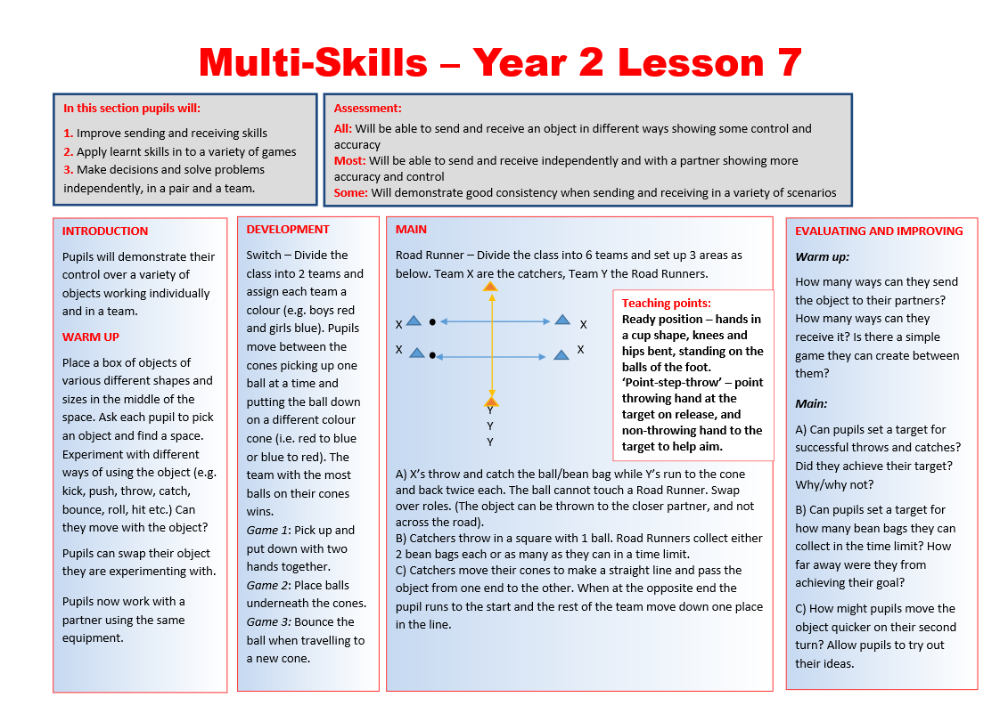 Multi-Skills – Year 2 Lesson 7
In this section pupils will:
1. Improve sending and receiving skills
2. Apply learnt skills in to a variety of games
3. Make decisions and solve problems
independently, in a pair and a team.
Assessment:
All: Will be able to send and receive an object in different ways showing some control and
accuracy
Most: Will be able to send and receive independently and with a partner showing more
accuracy and control
Some: Will demonstrate good consistency when sending and receiving in a variety of scenarios
INTRODUCTION
Pupils will demonstrate their
control over a variety of
objects working individually
and in a team.
WARM UP
Place a box of objects of
various different shapes and
sizes in the middle of the
space. Ask each pupil to pick
an object and find a space.
Experiment with different
ways of using the object (e.g.
kick, push, throw, catch,
bounce, roll, hit etc.) Can
they move with the object?
Pupils can swap their object
they are experimenting with.
Pupils now work with a
partner using the same
equipment.
DEVELOPMENT
Switch – Divide the
class into 2 teams and
assign each team a
colour (e.g. boys red
and girls blue). Pupils
move between the
cones picking up one
ball at a time and
putting the ball down
on a different colour
cone (i.e. red to blue
or blue to red). The
team with the most
balls on their cones
wins.
Game 1: Pick up and
put down with two
hands together.
Game 2: Place balls
underneath the cones.
Game 3: Bounce the
ball when travelling to
a new cone.
MAIN
Road Runner – Divide the class into 6 teams and set up 3 areas as
below. Team X are the catchers, Team Y the Road Runners.
X X
X X
Y
Y
Y
Teaching points:
Ready position – hands in
a cup shape, knees and
hips bent, standing on the
balls of the foot.
‘Point-step-throw’ – point
throwing hand at the
target on release, and
non-throwing hand to the
target to help aim.
A) X’s throw and catch the ball/bean bag while Y’s run to the cone
and back twice each. The ball cannot touch a Road Runner. Swap
over roles. (The object can be thrown to the closer partner, and not
across the road).
B) Catchers throw in a square with 1 ball. Road Runners collect either
2 bean bags each or as many as they can in a time limit.
C) Catchers move their cones to make a straight line and pass the
object from one end to the other. When at the opposite end the
pupil runs to the start and the rest of the team move down one place
in the line.
EVALUATING AND IMPROVING
Warm up:
How many ways can they send
the object to their partners?
How many ways can they
receive it? Is there a simple
game they can create between
them?
Main:
A) Can pupils set a target for
successful throws and catches?
Did they achieve their target?
Why/why not?
B) Can pupils set a target for
how many bean bags they can
collect in the time limit? How
far away were they from
achieving their goal?
C) How might pupils move the
object quicker on their second
turn? Allow pupils to try out
their ideas.